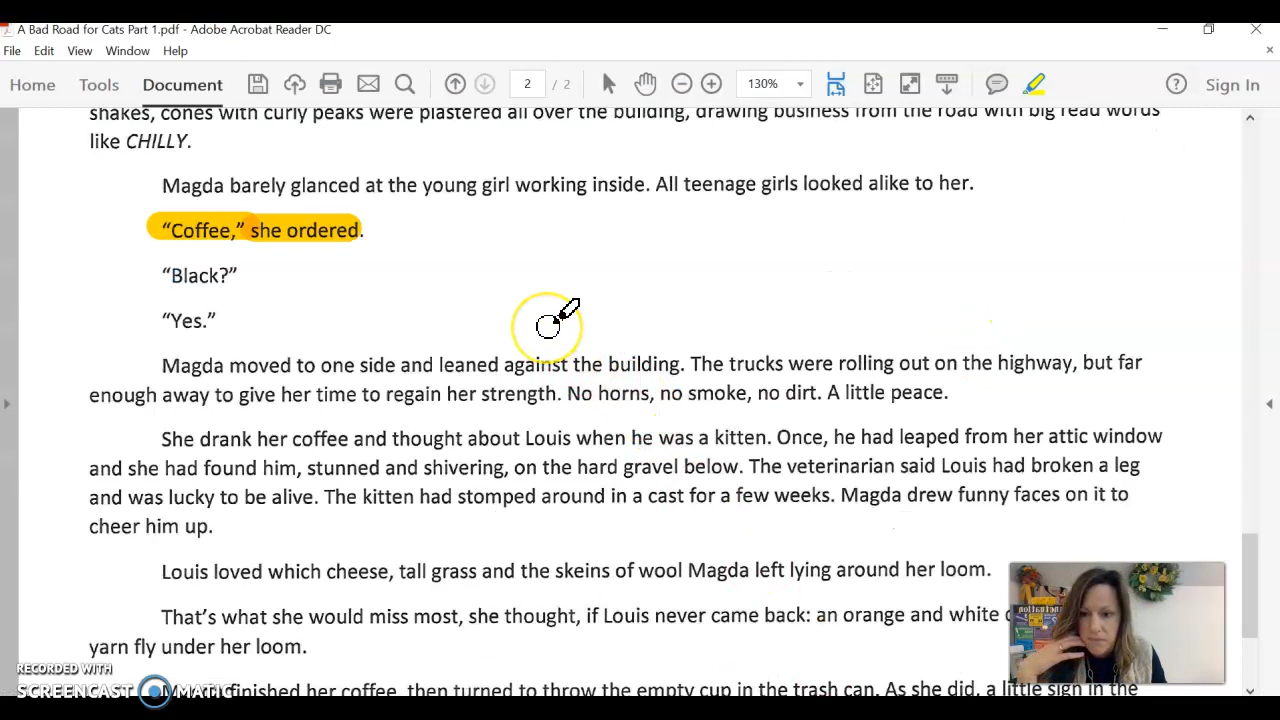 A Bad Road for Cats Part 1.pdf - Adobe Acrobat Reader DC
File Edit View Window Help
Home Tools Document 2 / 2 130% Sign In
shakes, cones with curly peaks were plastered all over the building, drawing business from the road with big read words
like CHILLY.
Magda barely glanced at the young girl working inside. All teenage girls looked alike to her.
“Coffee,” she ordered.
“Black?”
“Yes.”
Magda moved to one side and leaned against the building. The trucks were rolling out on the highway, but far
enough away to give her time to regain her strength. No horns, no smoke, no dirt. A little peace.
She drank her coffee and thought about Louis when he was a kitten. Once, he had leaped from her attic window
and she had found him, stunned and shivering, on the hard gravel below. The veterinarian said Louis had broken a leg
and was lucky to be alive. The kitten had stomped around in a cast for a few weeks. Magda drew funny faces on it to
cheer him up.
Louis loved which cheese, tall grass and the skeins of wool Magda left lying around her loom.
That’s what she would miss most, she thought, if Louis never came back: an orange and white
yarn fly under her loom.
finished her coffee, then turned to throw the empty cup in the trash can. As she did, a little sign in the
RECORDED WITH
SCREENCAST MATIC